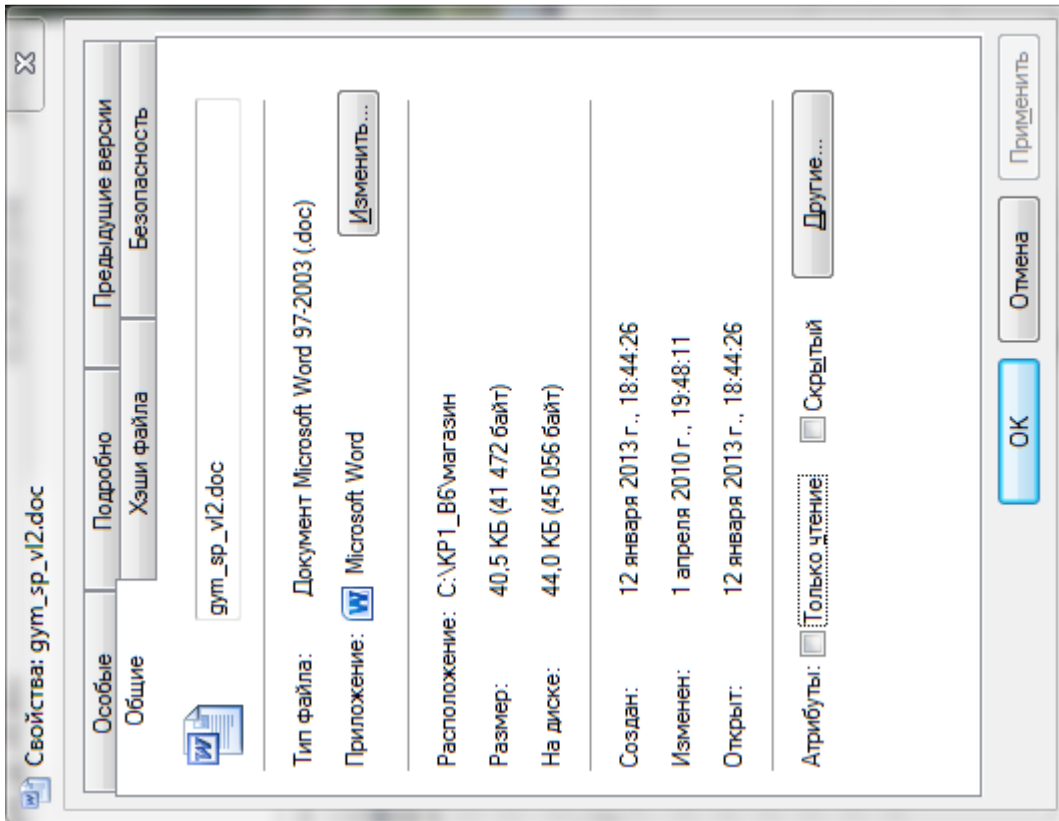 Свойства: gym_sp_vl2.doc
Особые Подробно Предыдущие версии
Общие Хэши файла Безопасность
gym_sp_vl2.doc
Тип файла: Документ Microsoft Word 97-2003 (.doc)
Приложение: Microsoft Word Изменить...
Расположение: C:\KP1_B6\магазин
Размер: 40,5 КБ (41 472 байт)
На диске: 44,0 КБ (45 056 байт)
Создан: 12 января 2013 г., 18:44:26
Изменен: 1 апреля 2010 г., 19:48:11
Открыт: 12 января 2013 г., 18:44:26
Атрибуты: Только чтение Скрытый Другие...
OK Отмена Применить